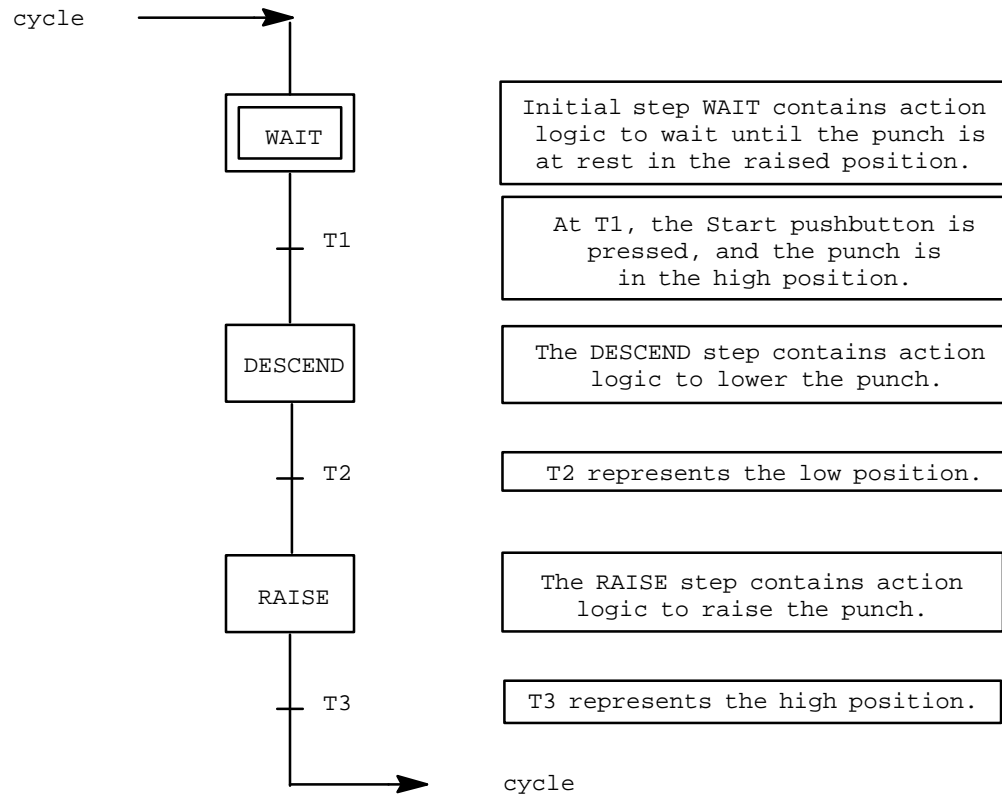 cycle
WAIT
Initial step WAIT contains action
logic to wait until the punch is
at rest in the raised position.
T1
At T1, the Start pushbutton is
pressed, and the punch is
in the high position.
DESCEND
The DESCEND step contains action
logic to lower the punch.
T2
T2 represents the low position.
RAISE
The RAISE step contains action
logic to raise the punch.
T3
T3 represents the high position.
cycle